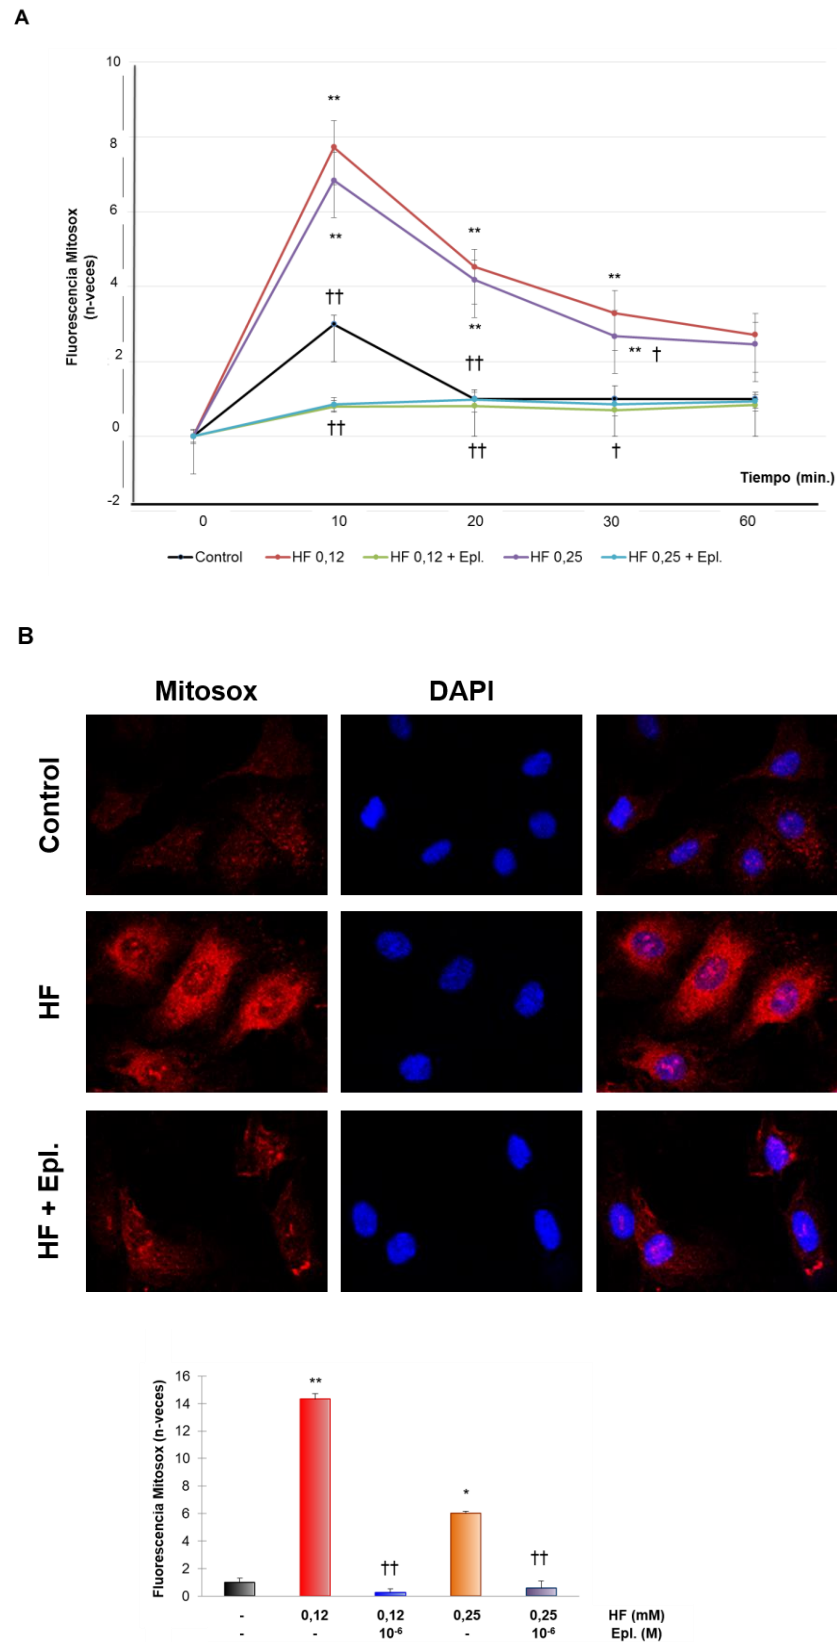 A
10
**
8
6
**
**
**
4
††
**
** †
††
2
0
††
††
†
Tiempo (min.)
-2
0 10 20 30 60
Fluorescencia Mitosox
(n-veces)
Control HF 0,12 HF 0,12 + Epl. HF 0,25 HF 0,25 + Epl.
B
Mitosox DAPI
Control
HF
HF + Epl.
Fluorescencia Mitosox (n-veces)
16
**
14
12
10
8
*
6
4
††
††
2
0
- 0,12 0,12 0,25 0,25 HF (mM)
- - 10⁻⁶ - 10⁻⁶ Epl. (M)